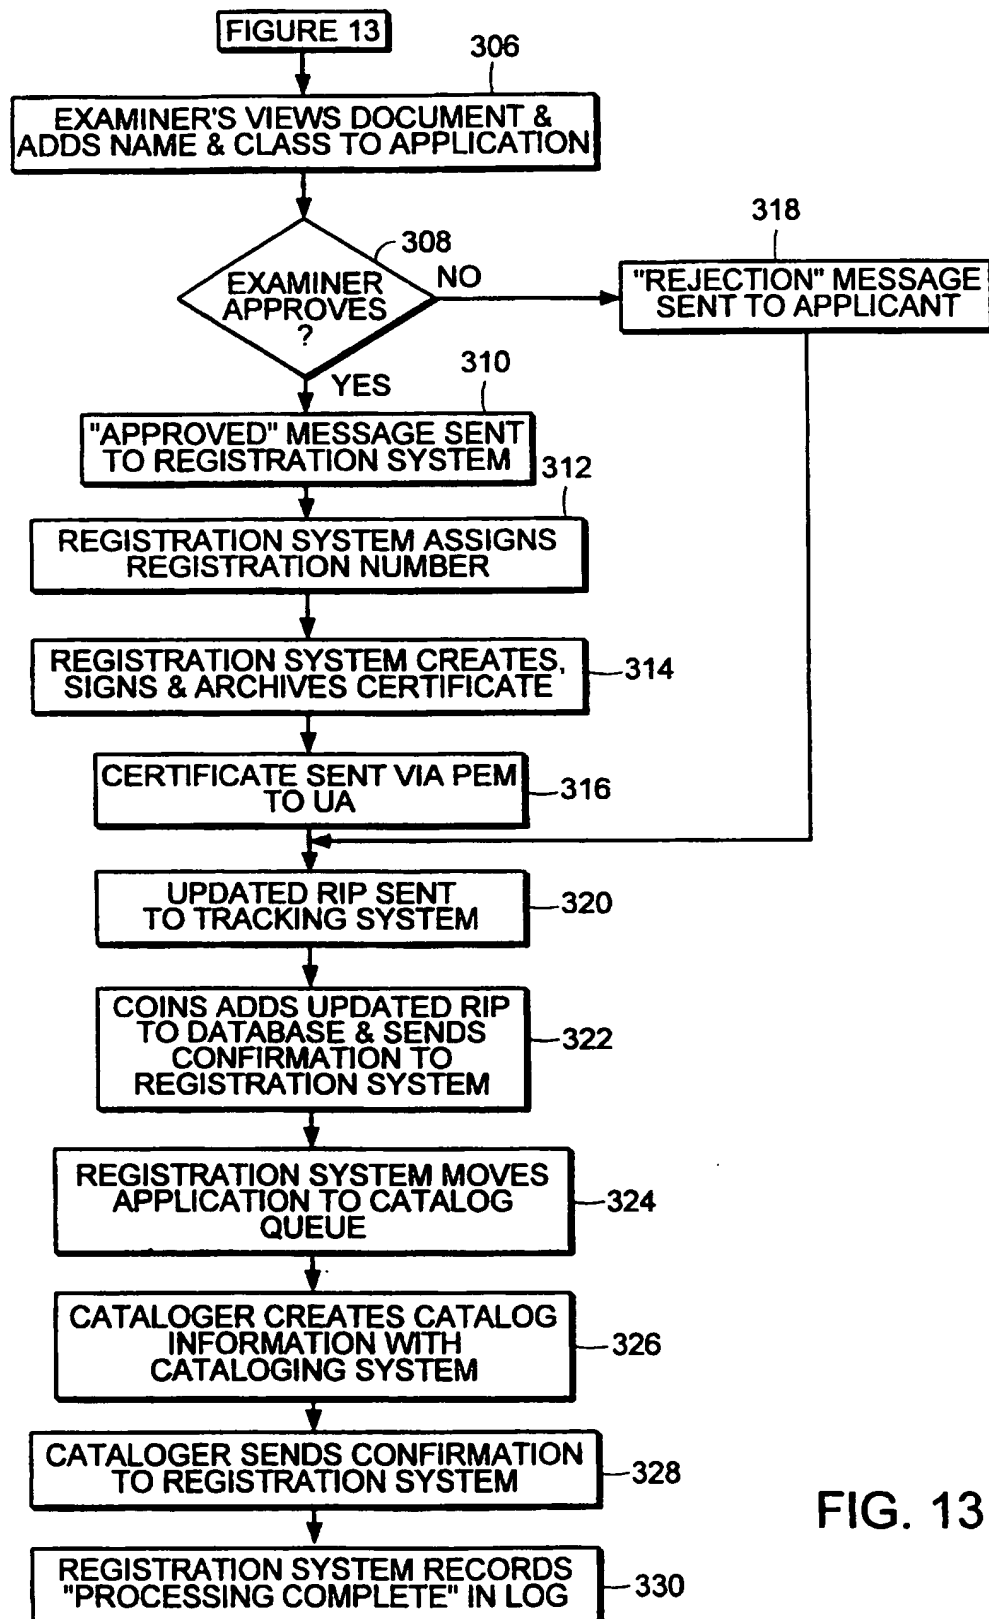 FIGURE 13
306
EXAMINER'S VIEWS DOCUMENT &
ADDS NAME & CLASS TO APPLICATION
308
EXAMINER
APPROVES
?
NO
318
"REJECTION" MESSAGE
SENT TO APPLICANT
YES
310
"APPROVED" MESSAGE SENT
TO REGISTRATION SYSTEM
312
REGISTRATION SYSTEM ASSIGNS
REGISTRATION NUMBER
REGISTRATION SYSTEM CREATES,
SIGNS & ARCHIVES CERTIFICATE
314
CERTIFICATE SENT VIA PEM
TO UA
316
UPDATED RIP SENT
TO TRACKING SYSTEM
320
COINS ADDS UPDATED RIP
TO DATABASE & SENDS
CONFIRMATION TO
REGISTRATION SYSTEM
322
REGISTRATION SYSTEM MOVES
APPLICATION TO CATALOG
QUEUE
324
CATALOGER CREATES CATALOG
INFORMATION WITH
CATALOGING SYSTEM
326
CATALOGER SENDS CONFIRMATION
TO REGISTRATION SYSTEM
328
REGISTRATION SYSTEM RECORDS
"PROCESSING COMPLETE" IN LOG
330
FIG. 13